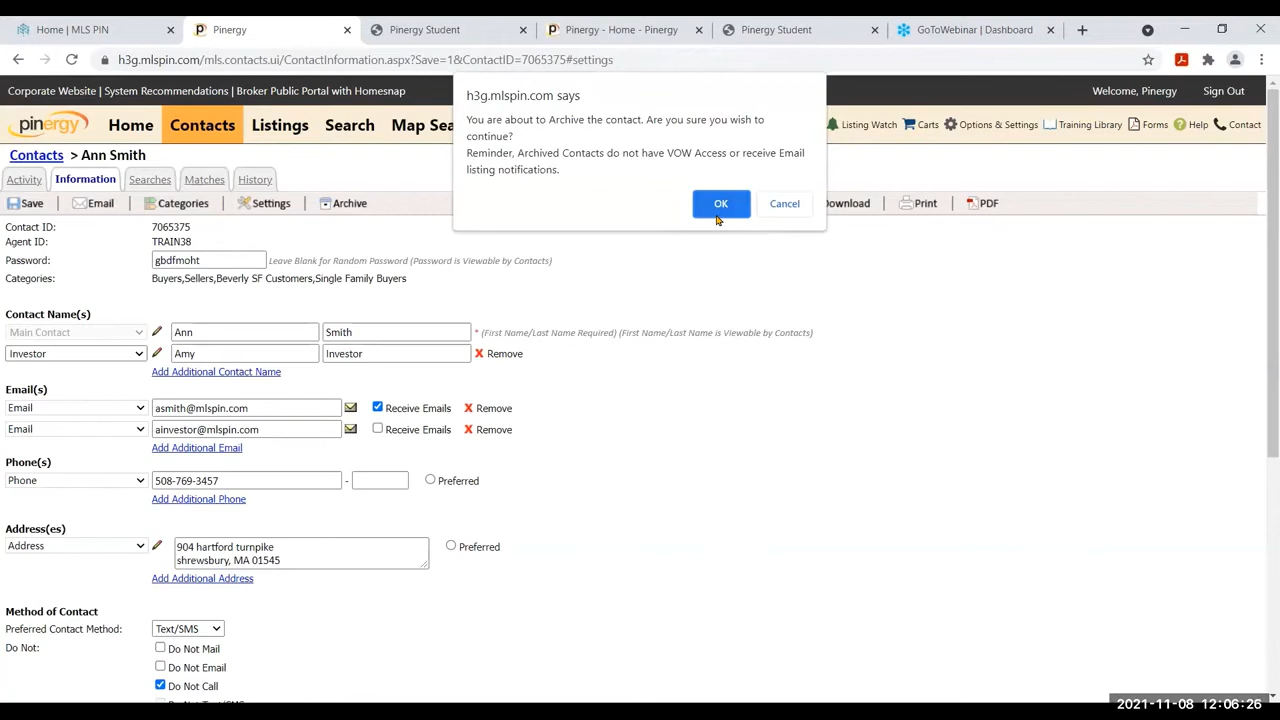 Home | MLS PIN
Pinergy
Pinergy Student
Pinergy - Home - Pinergy
Pinergy Student
GoToWebinar | Dashboard
h3g.mlspin.com/mls.contacts.ui/ContactInformation.aspx?Save=1&ContactID=7065375#settings
Corporate Website | System Recommendations | Broker Public Portal with Homesnap
Welcome, Pinergy Sign Out
pinergy Home Contacts Listings Search Map Sea
Listing Watch Carts Options & Settings Training Library Forms Help Contact
h3g.mlspin.com says
You are about to Archive the contact. Are you sure you wish to
continue?
Reminder, Archived Contacts do not have VOW Access or receive Email
listing notifications.
OK Cancel
Contacts > Ann Smith
Activity Information Searches Matches History
Save Email Categories Settings Archive ownload Print PDF
Contact ID: 7065375
Agent ID: TRAIN38
Password: gbdfmoht Leave Blank for Random Password (Password is Viewable by Contacts)
Categories: Buyers,Sellers,Beverly SF Customers,Single Family Buyers
Contact Name(s)
Main Contact Ann Smith * (First Name/Last Name Required) (First Name/Last Name is Viewable by Contacts)
Investor Amy Investor X Remove
Add Additional Contact Name
Email(s)
Email asmith@mlspin.com Receive Emails X Remove
Email ainvestor@mlspin.com Receive Emails X Remove
Add Additional Email
Phone(s)
Phone 508-769-3457 - Preferred
Add Additional Phone
Address(es)
Address 904 hartford turnpike
shrewsbury, MA 01545 Preferred
Add Additional Address
Method of Contact
Preferred Contact Method: Text/SMS
Do Not: Do Not Mail
Do Not Email
Do Not Call
2021-11-08 12:06:26